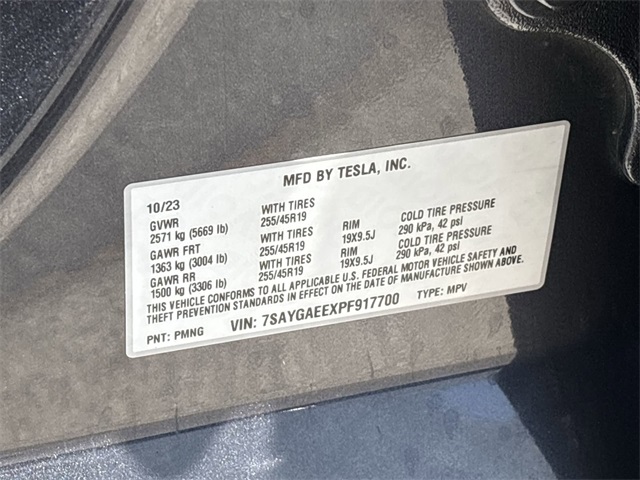 MFD BY TESLA, INC.
10/23
GVWR WITH TIRES RIM COLD TIRE PRESSURE
2571 kg (5669 lb) 255/45R19 19X9.5J 290 kPa, 42 psi
GAWR FRT WITH TIRES RIM COLD TIRE PRESSURE
1363 kg (3004 lb) 255/45R19 19X9.5J 290 kPa, 42 psi
GAWR RR WITH TIRES
1500 kg (3306 lb) 255/45R19
THIS VEHICLE CONFORMS TO ALL APPLICABLE U.S. FEDERAL MOTOR VEHICLE SAFETY AND
THEFT PREVENTION STANDARDS IN EFFECT ON THE DATE OF MANUFACTURE SHOWN ABOVE.
PNT: PMNG VIN: 7SAYGAEEXPF917700 TYPE: MPV